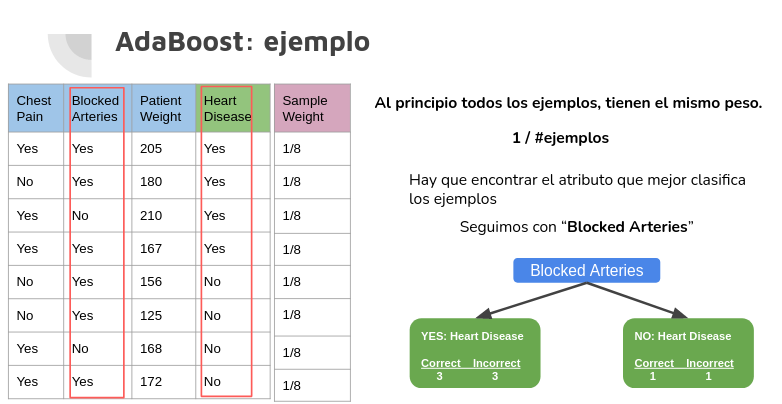 AdaBoost: ejemplo
Chest Pain Blocked Arteries Patient Weight Heart Disease Sample Weight
Yes Yes 205 Yes 1/8
No Yes 180 Yes 1/8
Yes No 210 Yes 1/8
Yes Yes 167 Yes 1/8
No Yes 156 No 1/8
No Yes 125 No 1/8
Yes No 168 No 1/8
Yes Yes 172 No 1/8
Al principio todos los ejemplos, tienen el mismo peso.
1 / #ejemplos
Hay que encontrar el atributo que mejor clasifica
los ejemplos
Seguimos con “Blocked Arteries”
Blocked Arteries
YES: Heart Disease
Correct Incorrect
3 3
NO: Heart Disease
Correct Incorrect
1 1